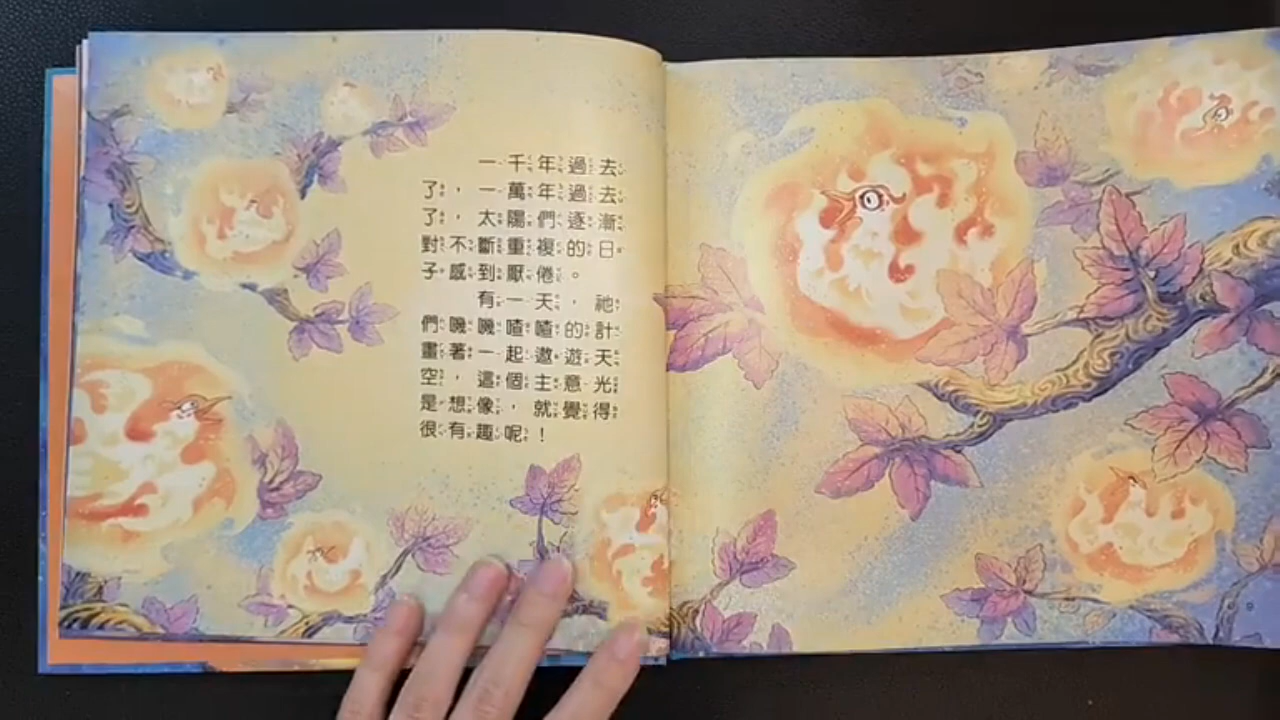 一千年過去
了，一萬年過去
了，太陽們逐漸
對不斷重複的日
子感到厭倦。
有一天，祂
們嘰嘰喳喳的計
畫著一起遨遊天
空，這個主意光
是想像，就覺得
很有趣呢！
9